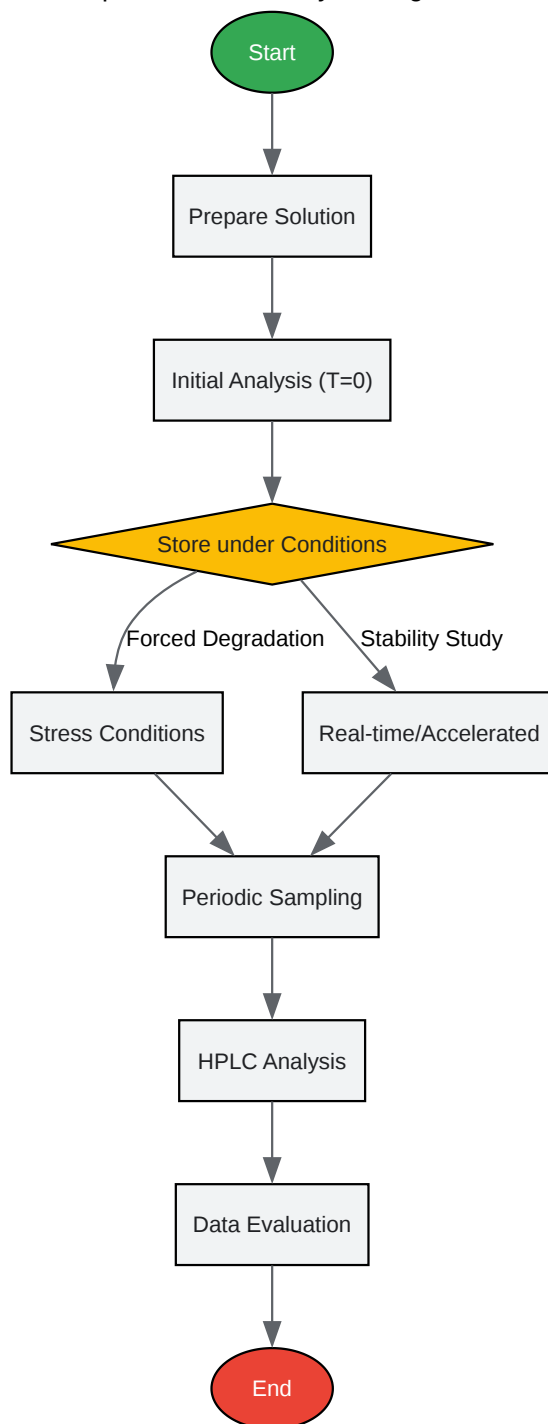 Start
Prepare Solution
Initial Analysis (T=0)
Store under Conditions
Forced Degradation
Stability Study
Stress Conditions
Real-time/Accelerated
Periodic Sampling
HPLC Analysis
Data Evaluation
End